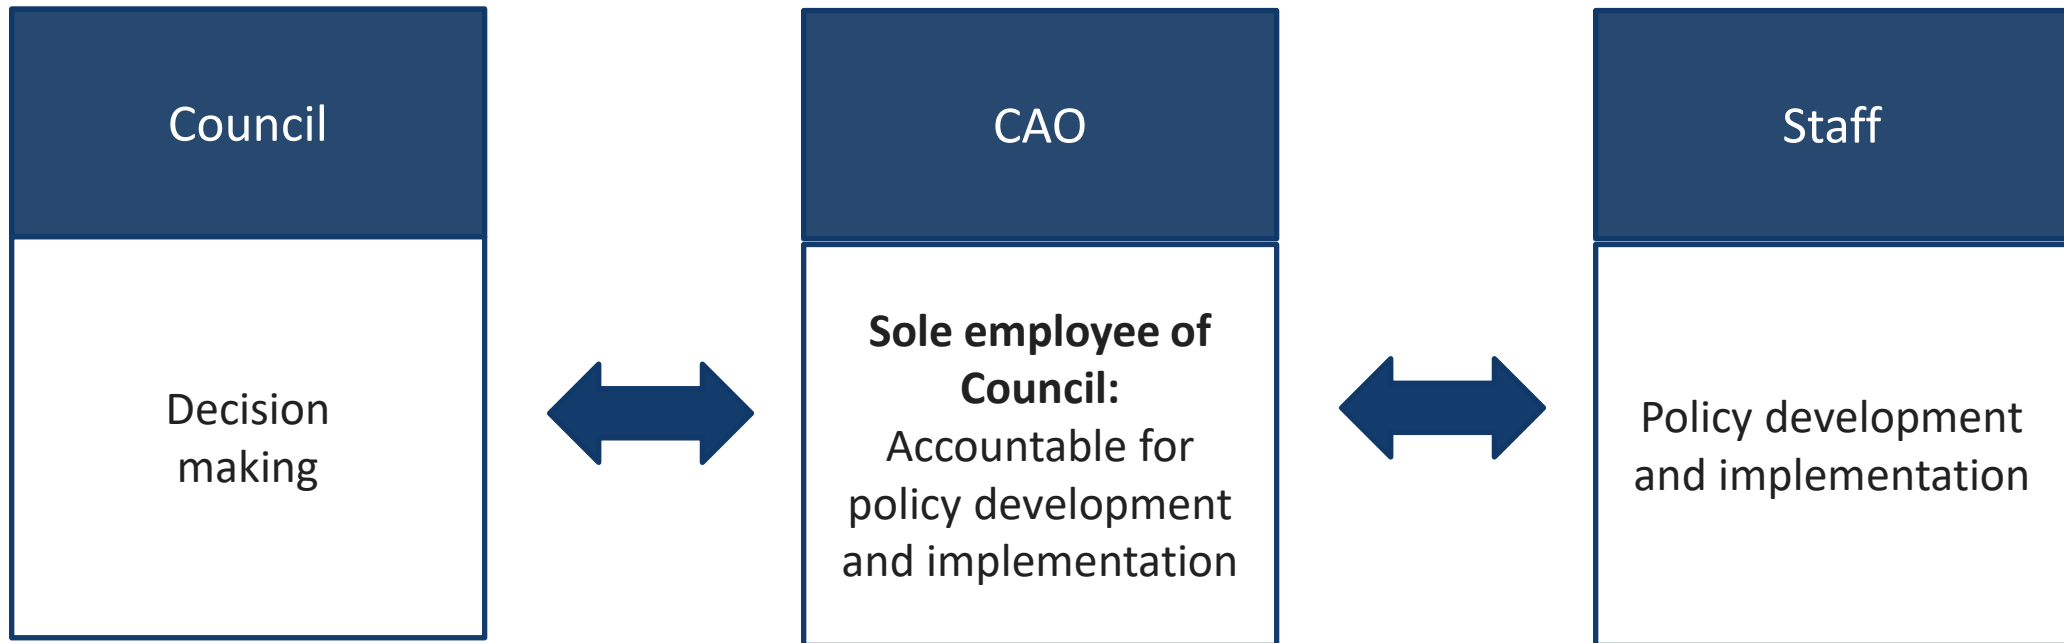 Council
Decision
making
CAO
Sole employee of
Council:
Accountable for
policy development
and implementation
Staff
Policy development
and implementation